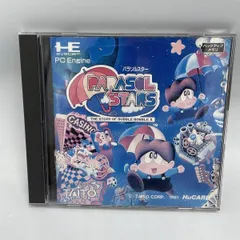 PC Engine
パラソルスター
PARASOL
STARS
THE STORY OF BUBBLE BOBBLE III
CASINO
TAITO
HuCARD